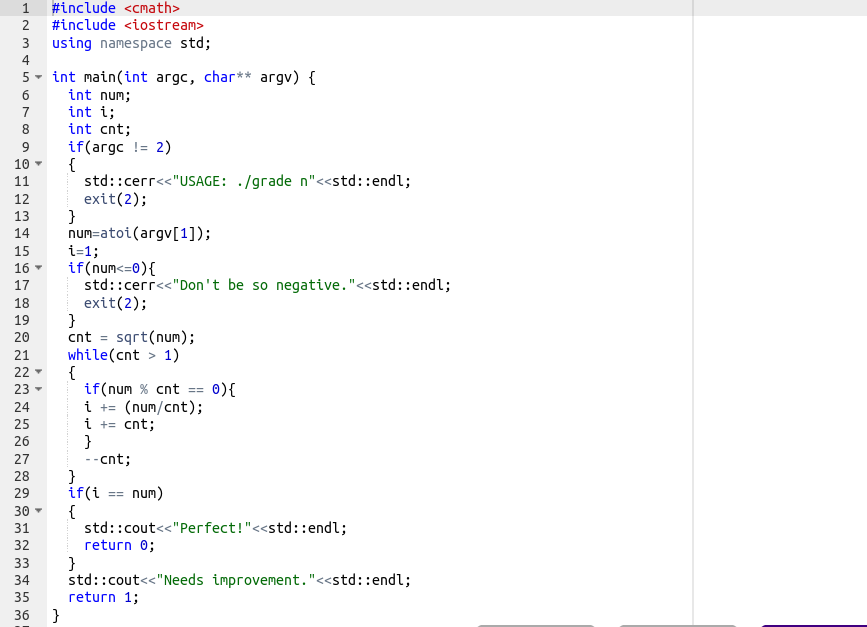 1 #include <cmath>
2 #include <iostream>
3 using namespace std;
4
5 int main(int argc, char** argv) {
6   int num;
7   int i;
8   int cnt;
9   if(argc != 2)
10   {
11     std::cerr<<"USAGE: ./grade n"<<std::endl;
12     exit(2);
13   }
14   num=atoi(argv[1]);
15   i=1;
16   if(num<=0){
17     std::cerr<<"Don't be so negative."<<std::endl;
18     exit(2);
19   }
20   cnt = sqrt(num);
21   while(cnt > 1)
22   {
23     if(num % cnt == 0){
24     i += (num/cnt);
25     i += cnt;
26     }
27     --cnt;
28   }
29   if(i == num)
30   {
31     std::cout<<"Perfect!"<<std::endl;
32     return 0;
33   }
34   std::cout<<"Needs improvement."<<std::endl;
35   return 1;
36 }